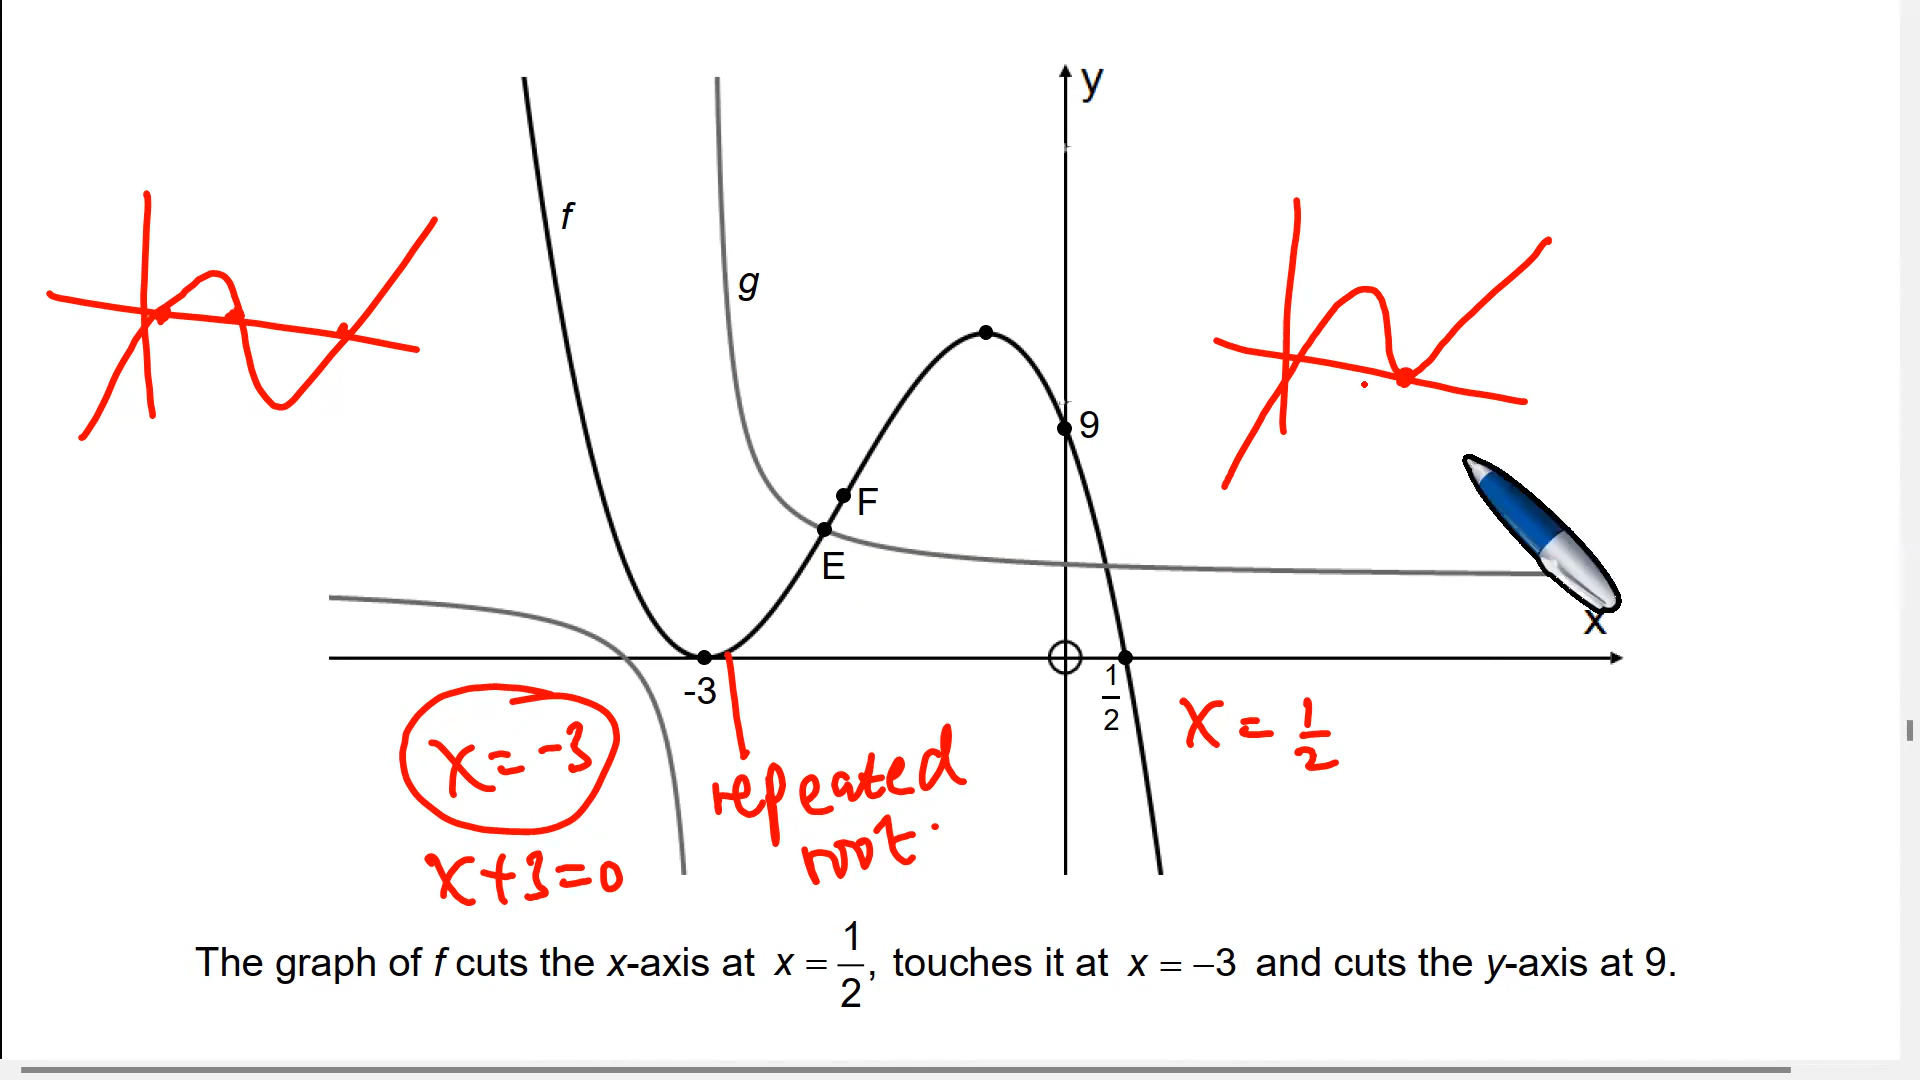 y
f
g
9
F
E
x
-3
1/2
x = 1/2
x = -3
repeated
root.
x+3=0
The graph of f cuts the x-axis at x = 1/2, touches it at x = −3 and cuts the y-axis at 9.